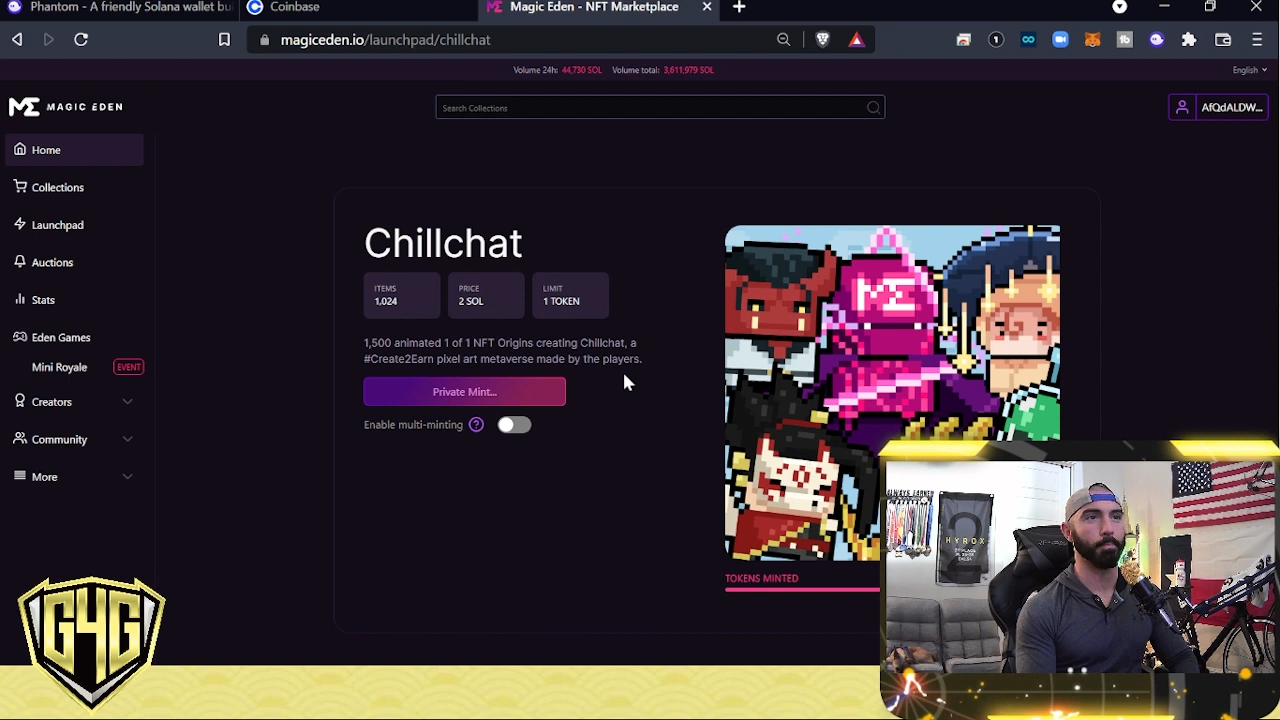 Phantom - A friendly Solana wallet bu
Coinbase
Magic Eden - NFT Marketplace
magiceden.io/launchpad/chillchat
Volume 24h: 44,730 SOL Volume total: 3,611,979 SOL
English
ME MAGIC EDEN
Search Collections
AfQdALDW...
Home
Collections
Launchpad
Auctions
Stats
Eden Games
Mini Royale EVENT
Creators
Community
More
Chillchat
ITEMS
1,024
PRICE
2 SOL
LIMIT
1 TOKEN
1,500 animated 1 of 1 NFT Origins creating Chillchat, a
#Create2Earn pixel art metaverse made by the players.
Private Mint...
Enable multi-minting ?
ME
TOKENS MINTED
G4G
ALWAYS EARNED
HYROX